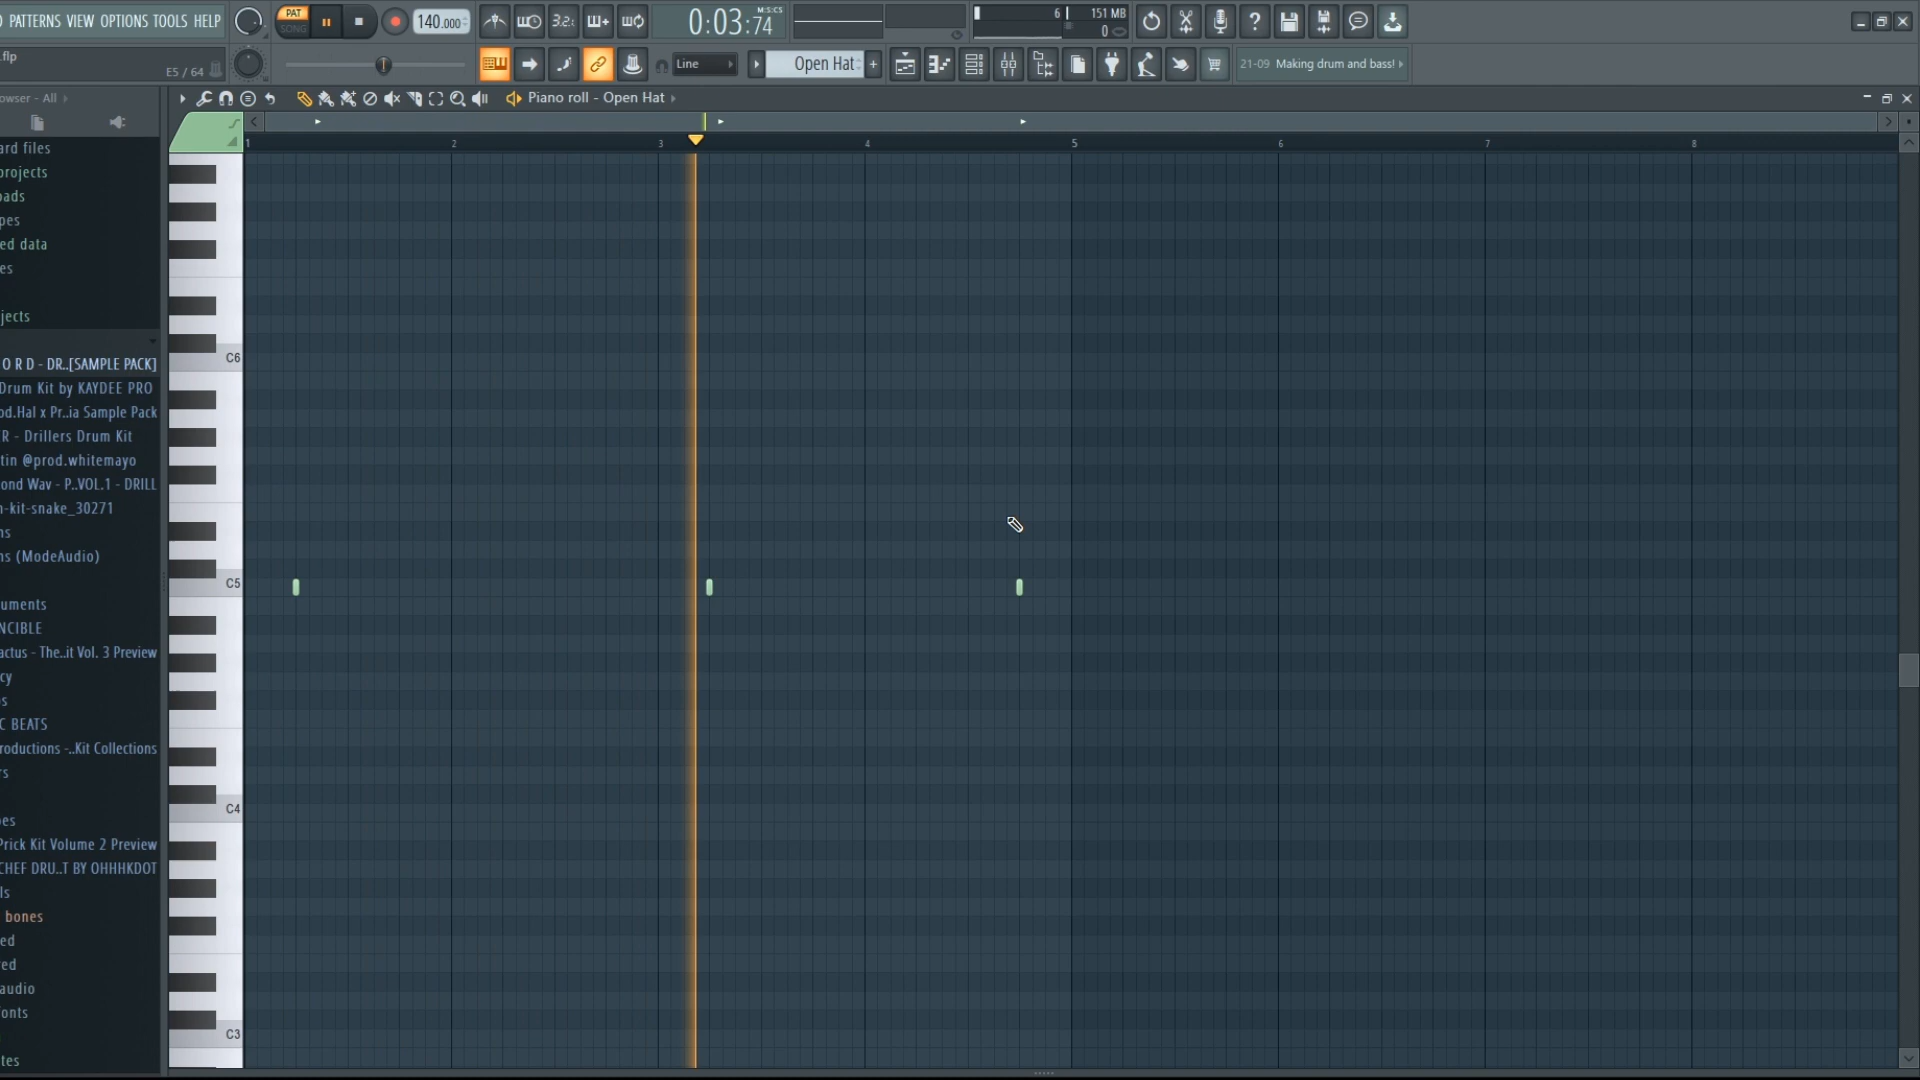 PATTERNS VIEW OPTIONS TOOLS HELP
PAT
SONG
140.000
3.2.
0:03:74
M:S:CS
6
151 MB
0
.flp
E5 / 64
Line
Open Hat
+
21-09 Making drum and bass!
owser - All
Piano roll - Open Hat
1 2 3 4 5 6 7 8
ard files
projects
oads
pes
ed data
es
jects
O R D - DR..[SAMPLE PACK]
Drum Kit by KAYDEE PRO
od.Hal x Pr..ia Sample Pack
R - Drillers Drum Kit
tin @prod.whitemayo
ond Wav - P..VOL.1 - DRILL
-kit-snake_30271
ns
ns (ModeAudio)
uments
NCIBLE
actus - The..it Vol. 3 Preview
cy
s
C BEATS
roductions -..Kit Collections
rs
es
Prick Kit Volume 2 Preview
CHEF DRU..T BY OHHHKDOT
ls
bones
ed
red
audio
onts
tes
C6
C5
C4
C3